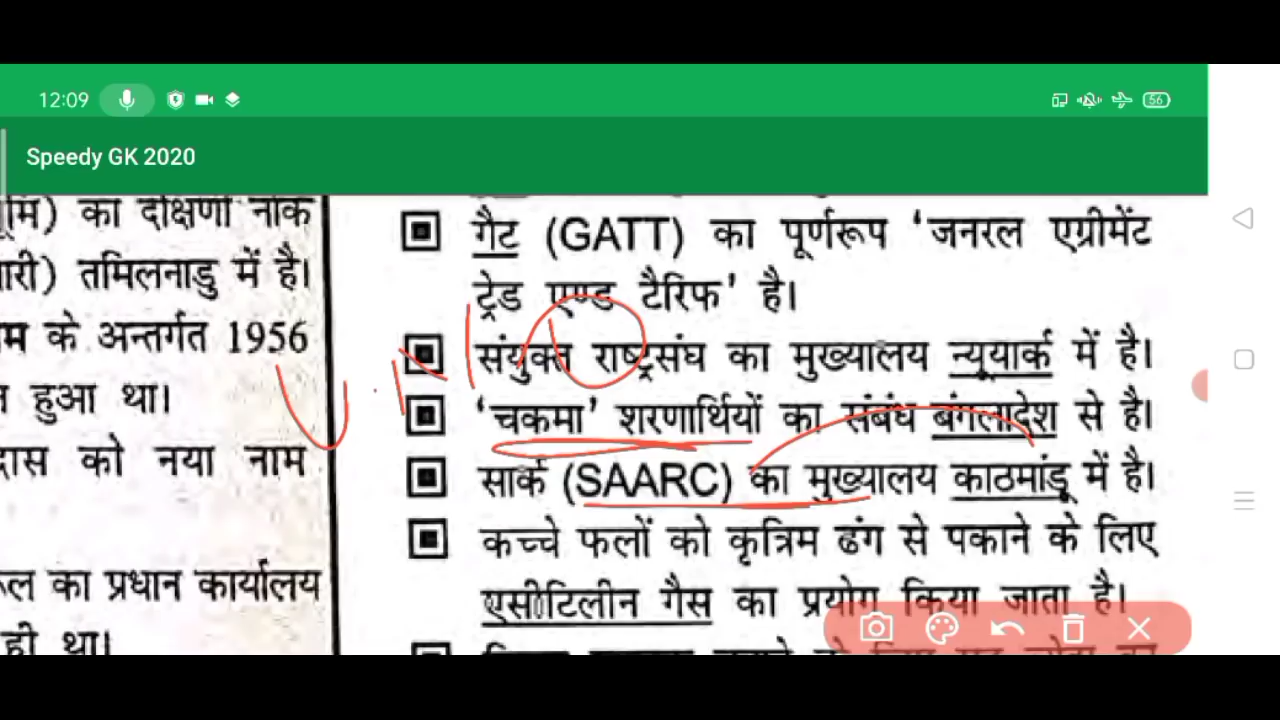 12:09
56
Speedy GK 2020
का दक्षिणी नोक
तमिलनाडु में है।
के अन्तर्गत 1956
हुआ था।
को नया नाम
का प्रधान कार्यालय
ही था।
गैट (GATT) का पूर्णरूप ‘जनरल एग्रीमेंट
ट्रेड एण्ड टैरिफ’ है।
संयुक्त राष्ट्रसंघ का मुख्यालय न्यूयार्क में है।
‘चकमा’ शरणार्थियों का संबंध बंगलादेश से है।
सार्क (SAARC) का मुख्यालय काठमांडू में है।
कच्चे फलों को कृत्रिम ढंग से पकाने के लिए
एसीटिलीन गैस का प्रयोग किया जाता है।